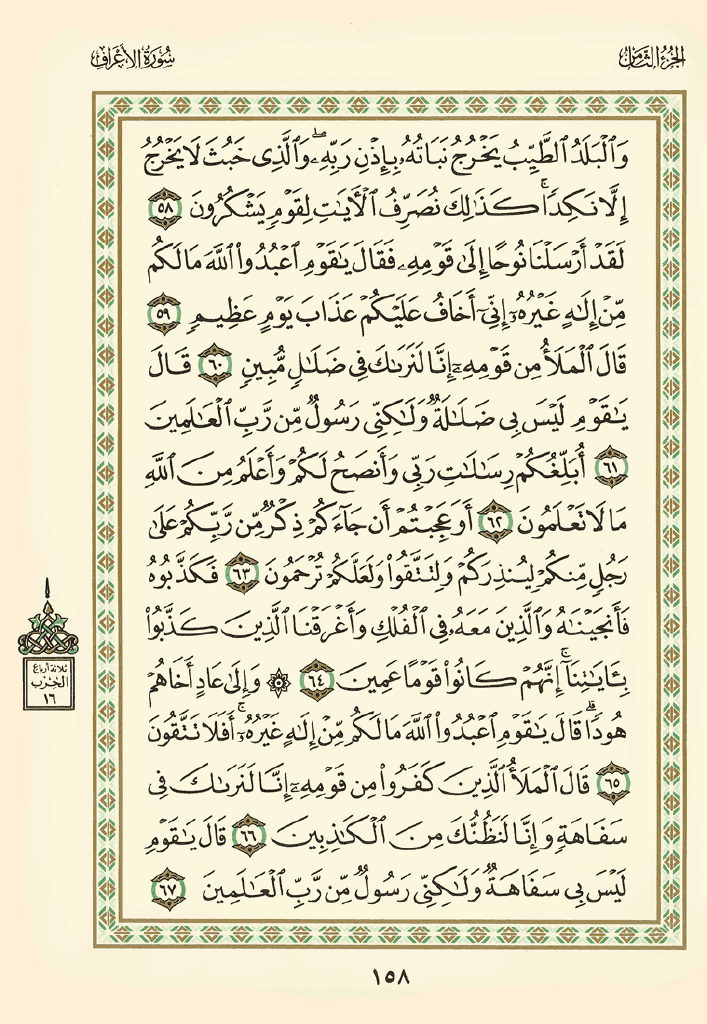 الجزء الثامن
سورة الأعراف
وَٱلْبَلَدُ ٱلطَّيِّبُ يَخْرُجُ نَبَاتُهُۥ بِإِذْنِ رَبِّهِۦۖ وَٱلَّذِى خَبُثَ لَا يَخْرُجُ
إِلَّا نَكِدًاۚ كَذَٰلِكَ نُصَرِّفُ ٱلْـَٔايَـٰتِ لِقَوْمٍ يَشْكُرُونَ ٥٨
لَقَدْ أَرْسَلْنَا نُوحًا إِلَىٰ قَوْمِهِۦ فَقَالَ يَـٰقَوْمِ ٱعْبُدُوا۟ ٱللَّهَ مَا لَكُم
مِّنْ إِلَـٰهٍ غَيْرُهُۥٓ إِنِّىٓ أَخَافُ عَلَيْكُمْ عَذَابَ يَوْمٍ عَظِيمٍ ٥٩
قَالَ ٱلْمَلَأُ مِن قَوْمِهِۦٓ إِنَّا لَنَرَىٰكَ فِى ضَلَـٰلٍ مُّبِينٍ ٦٠ قَالَ
يَـٰقَوْمِ لَيْسَ بِى ضَلَـٰلَةٌ وَلَـٰكِنِّى رَسُولٌ مِّن رَّبِّ ٱلْعَـٰلَمِينَ
٦١ أُبَلِّغُكُمْ رِسَـٰلَـٰتِ رَبِّى وَأَنصَحُ لَكُمْ وَأَعْلَمُ مِنَ ٱللَّهِ
مَا لَا تَعْلَمُونَ ٦٢ أَوَعَجِبْتُمْ أَن جَآءَكُمْ ذِكْرٌ مِّن رَّبِّكُمْ عَلَىٰ
رَجُلٍ مِّنكُمْ لِيُنذِرَكُمْ وَلِتَتَّقُوا۟ وَلَعَلَّكُمْ تُرْحَمُونَ ٦٣ فَكَذَّبُوهُ
فَأَنجَيْنَـٰهُ وَٱلَّذِينَ مَعَهُۥ فِى ٱلْفُلْكِ وَأَغْرَقْنَا ٱلَّذِينَ كَذَّبُوا۟
بِـَٔايَـٰتِنَآۚ إِنَّهُمْ كَانُوا۟ قَوْمًا عَمِينَ ٦٤ ۞ وَإِلَىٰ عَادٍ أَخَاهُمْ
هُودًاۗ قَالَ يَـٰقَوْمِ ٱعْبُدُوا۟ ٱللَّهَ مَا لَكُم مِّنْ إِلَـٰهٍ غَيْرُهُۥٓۚ أَفَلَا تَتَّقُونَ
٦٥ قَالَ ٱلْمَلَأُ ٱلَّذِينَ كَفَرُوا۟ مِن قَوْمِهِۦٓ إِنَّا لَنَرَىٰكَ فِى
سَفَاهَةٍ وَإِنَّا لَنَظُنُّكَ مِنَ ٱلْكَـٰذِبِينَ ٦٦ قَالَ يَـٰقَوْمِ
لَيْسَ بِى سَفَاهَةٌ وَلَـٰكِنِّى رَسُولٌ مِّن رَّبِّ ٱلْعَـٰلَمِينَ ٦٧
ثلاثة أرباع
الحزب
١٦
١٥٨